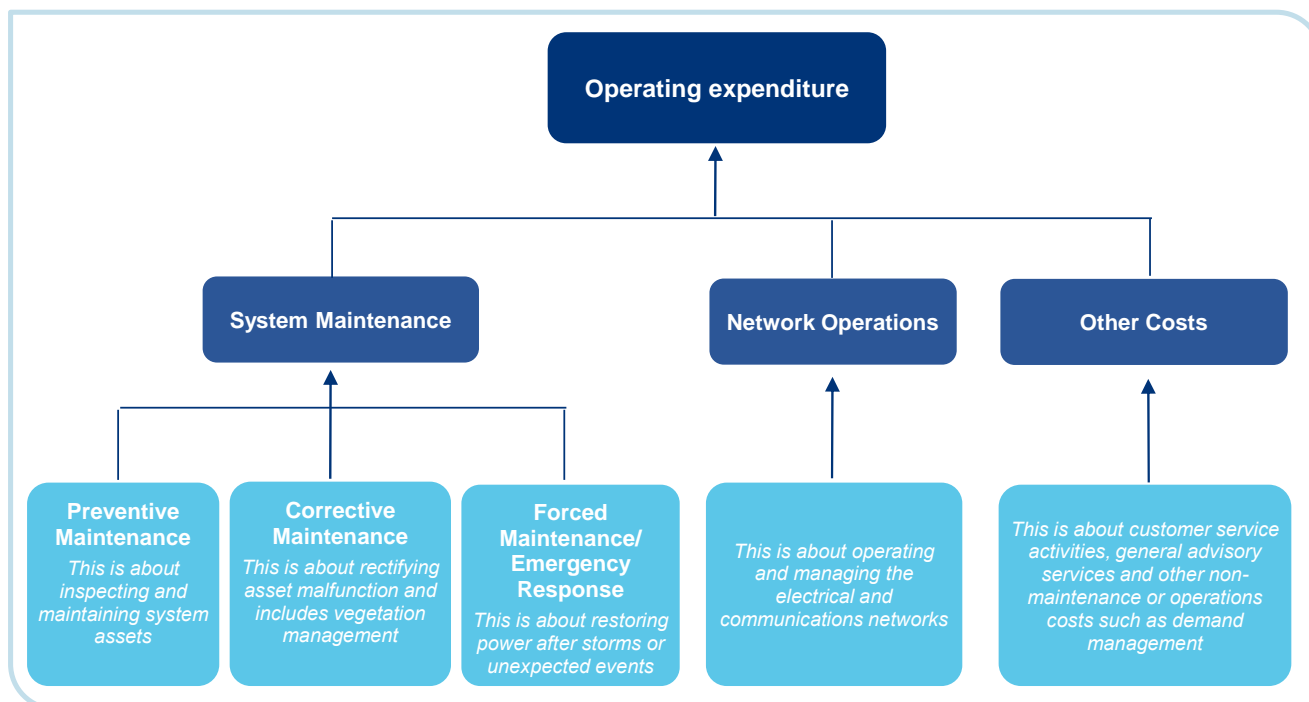 Operating expenditure
System Maintenance
Network Operations
Other Costs
Preventive
Maintenance
This is about
inspecting and
maintaining system
assets
Corrective
Maintenance
This is about rectifying
asset malfunction and
includes vegetation
management
Forced
Maintenance/
Emergency
Response
This is about restoring
power after storms or
unexpected events
This is about operating
and managing the
electrical and
communications networks
This is about customer service
activities, general advisory
services and other non-
maintenance or operations
costs such as demand
management